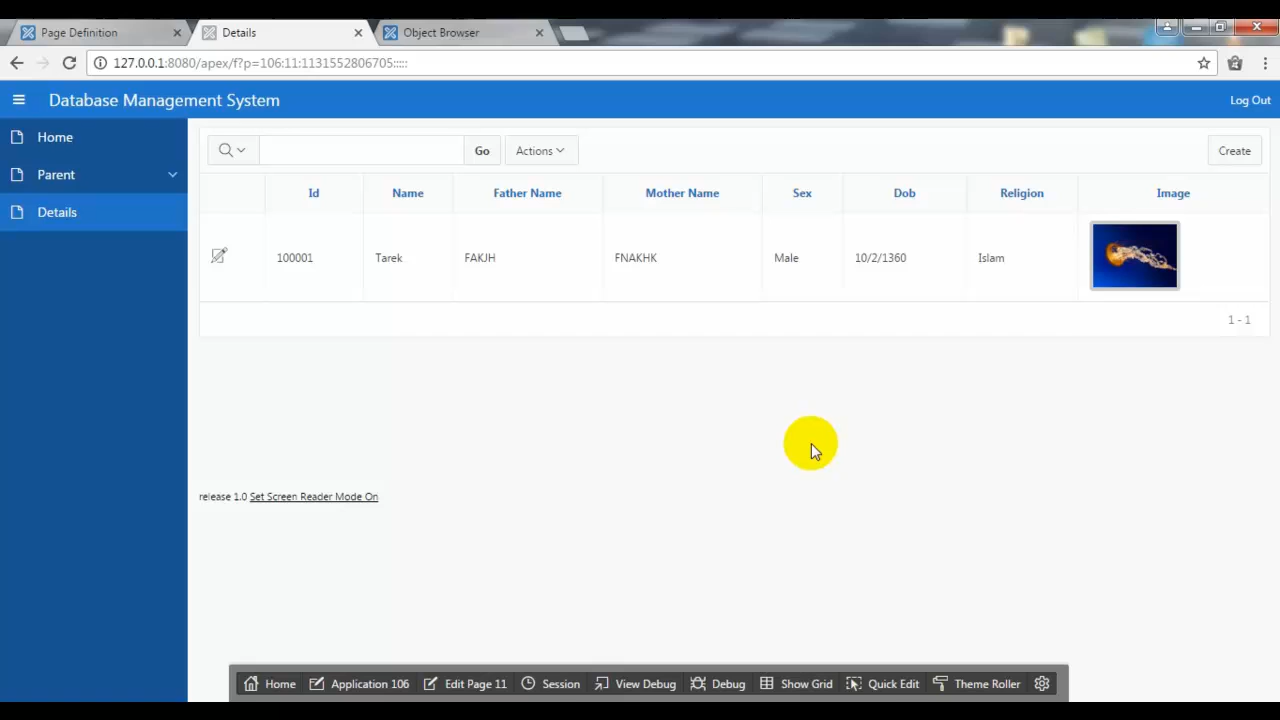 Page Definition
Details
Object Browser
127.0.0.1:8080/apex/f?p=106:11:1131552806705:::::
Database Management System
Log Out
Home
Parent
Details
Go
Actions
Create
Id Name Father Name Mother Name Sex Dob Religion Image
100001 Tarek FAKJH FNAKHK Male 10/2/1360 Islam
1 - 1
release 1.0 Set Screen Reader Mode On
Home Application 106 Edit Page 11 Session View Debug Debug Show Grid Quick Edit Theme Roller